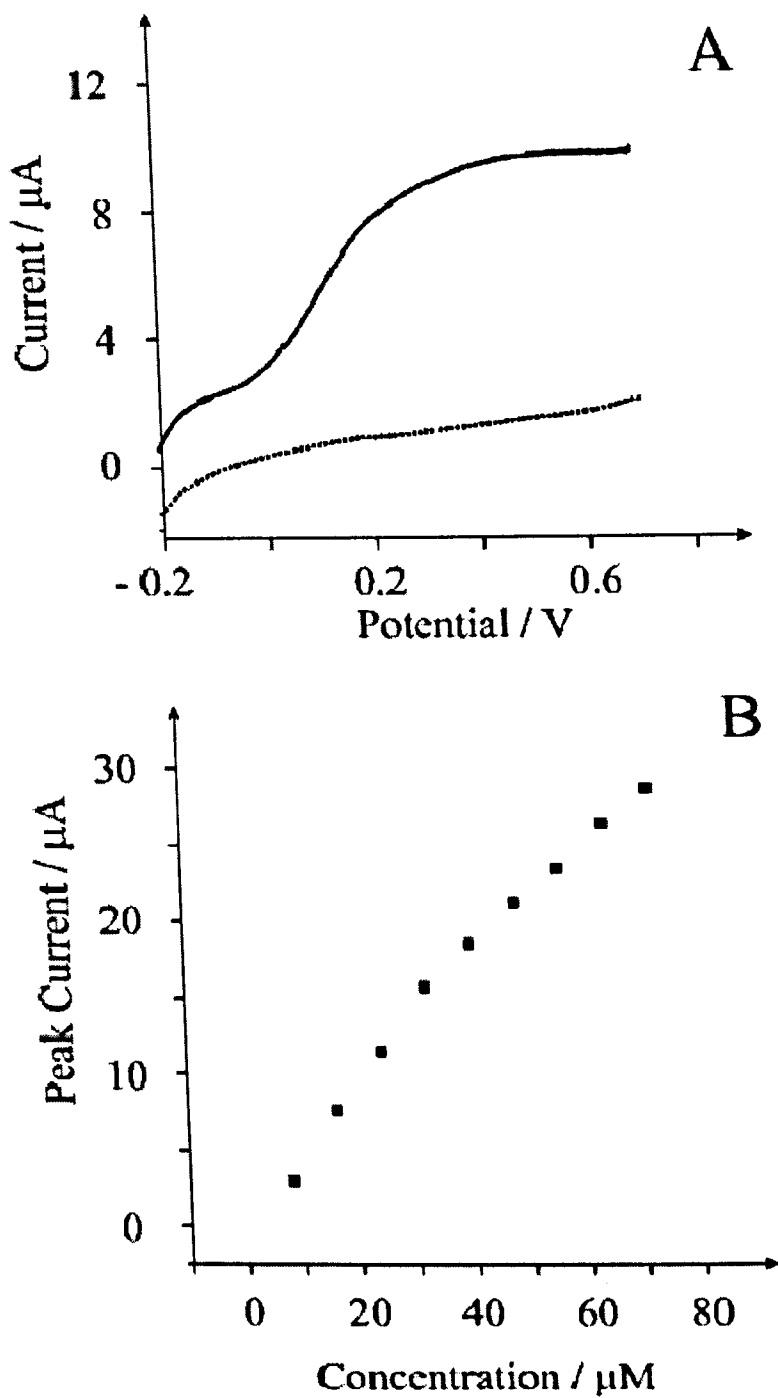 A
12
8
4
0
Current / µA
- 0.2 0.2 0.6
Potential / V
B
30
20
10
0
Peak Current / µA
0 20 40 60 80
Concentration / µM